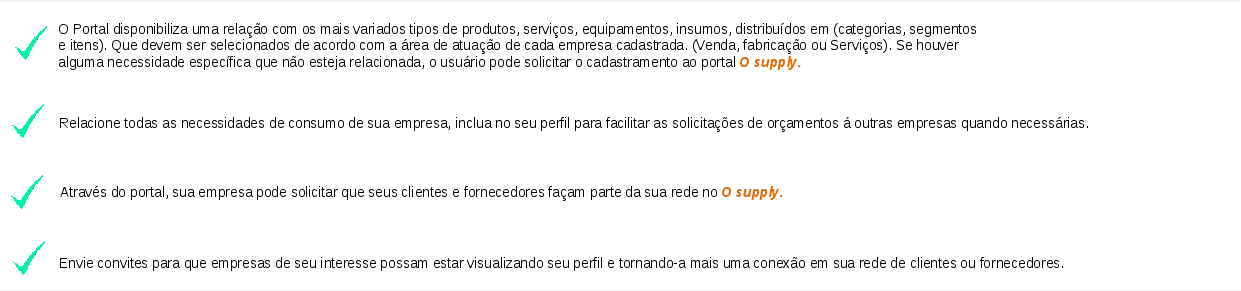 O Portal disponibiliza uma relação com os mais variados tipos de produtos, serviços, equipamentos, insumos, distribuídos em (categorias, segmentos
e itens). Que devem ser selecionados de acordo com a área de atuação de cada empresa cadastrada. (Venda, fabricação ou Serviços). Se houver
alguma necessidade específica que não esteja relacionada, o usuário pode solicitar o cadastramento ao portal O supply.
Relacione todas as necessidades de consumo de sua empresa, inclua no seu perfil para facilitar as solicitações de orçamentos á outras empresas quando necessárias.
Através do portal, sua empresa pode solicitar que seus clientes e fornecedores façam parte da sua rede no O supply.
Envie convites para que empresas de seu interesse possam estar visualizando seu perfil e tornando-a mais uma conexão em sua rede de clientes ou fornecedores.